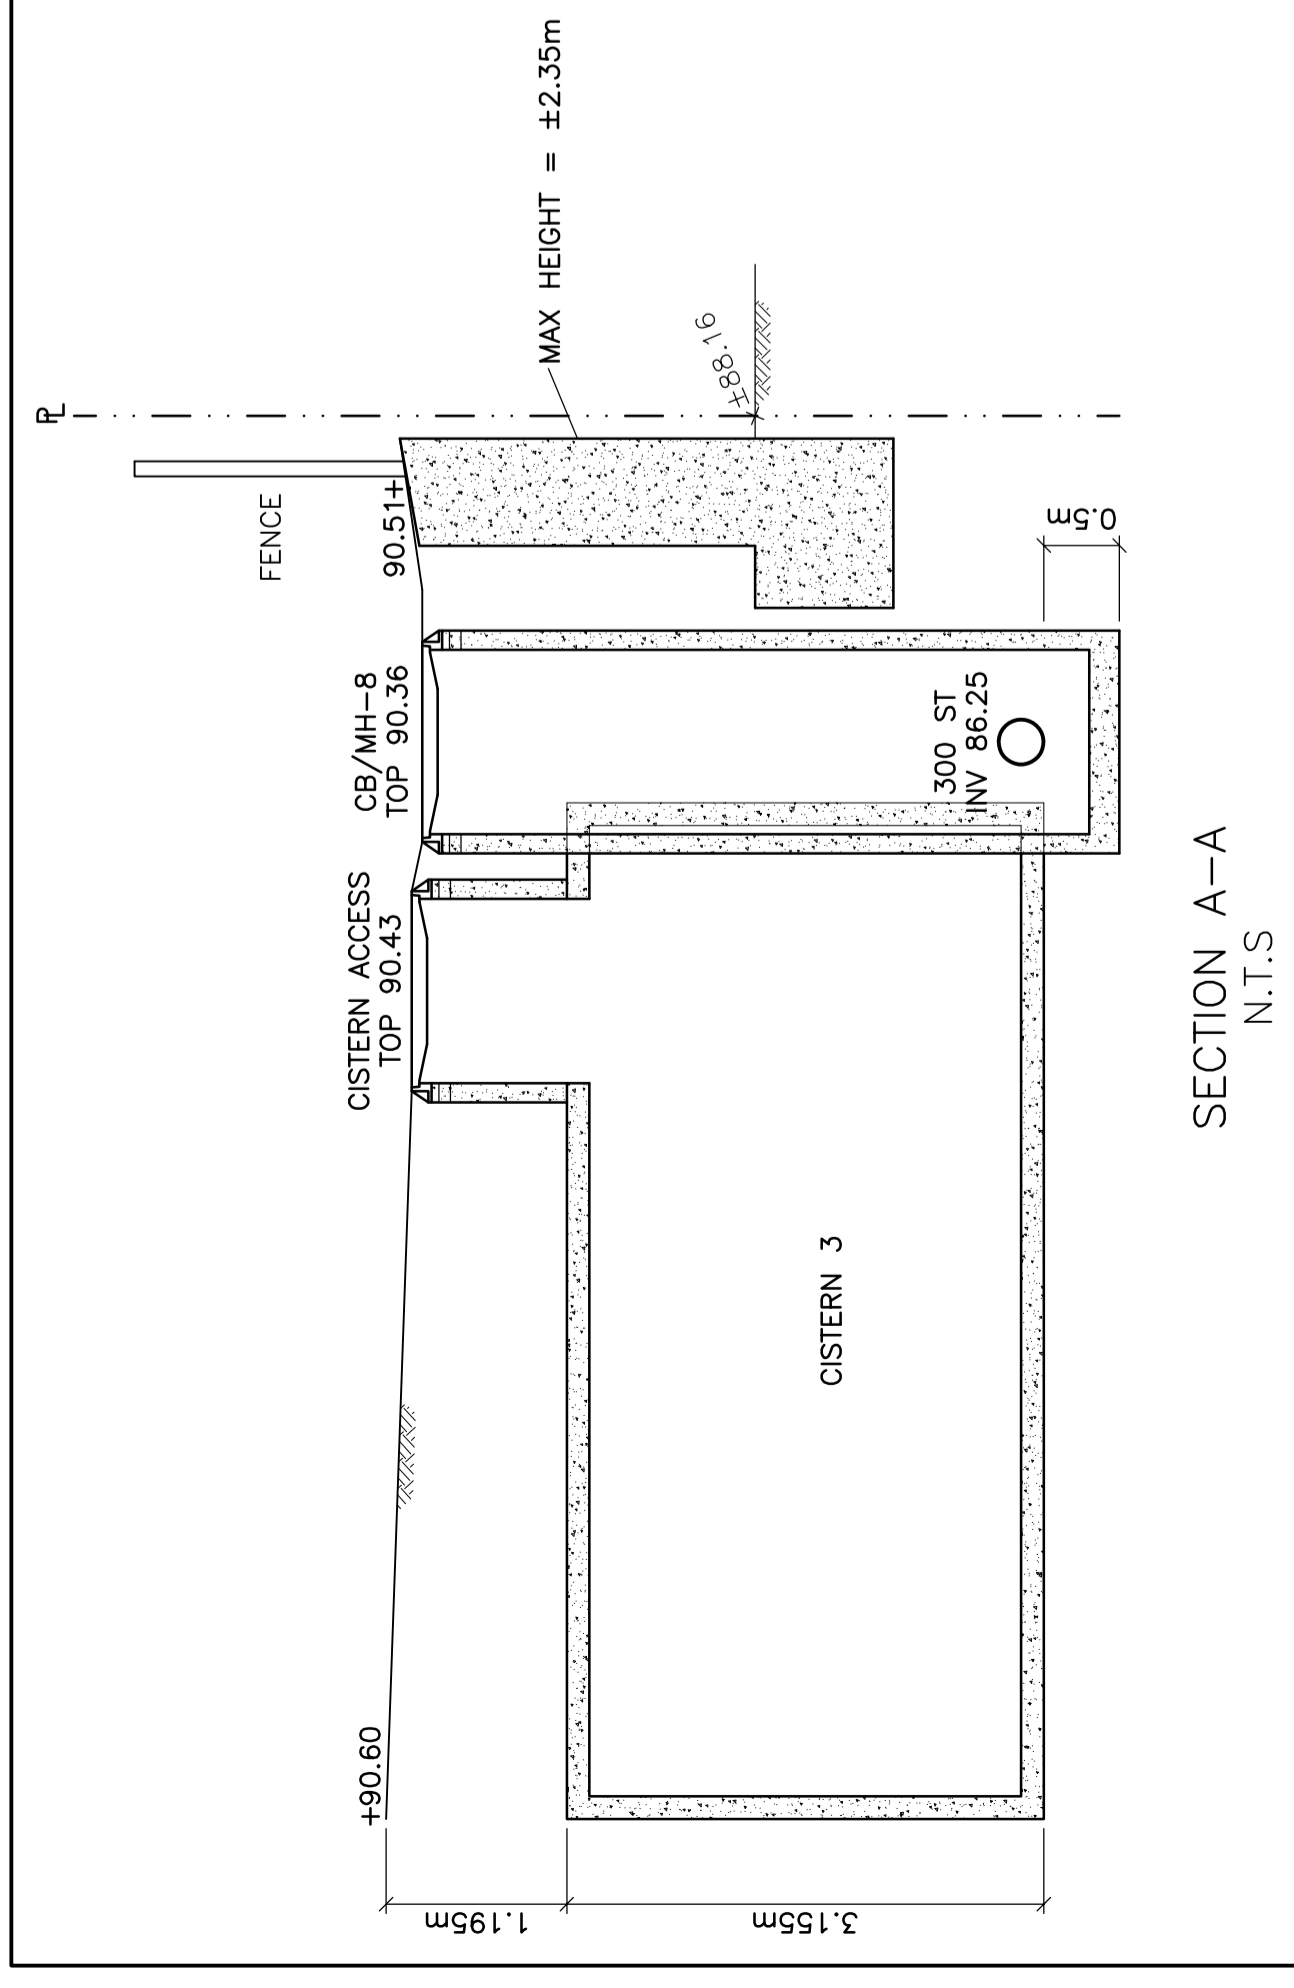 ℄
FENCE
90.51+
MAX HEIGHT = ±2.35m
±88.16
CISTERN ACCESS
TOP 90.43
CB/MH-8
TOP 90.36
+90.60
1.195m
3.155m
CISTERN 3
300 ST
INV 86.25
0.5m
SECTION A-A
N.T.S